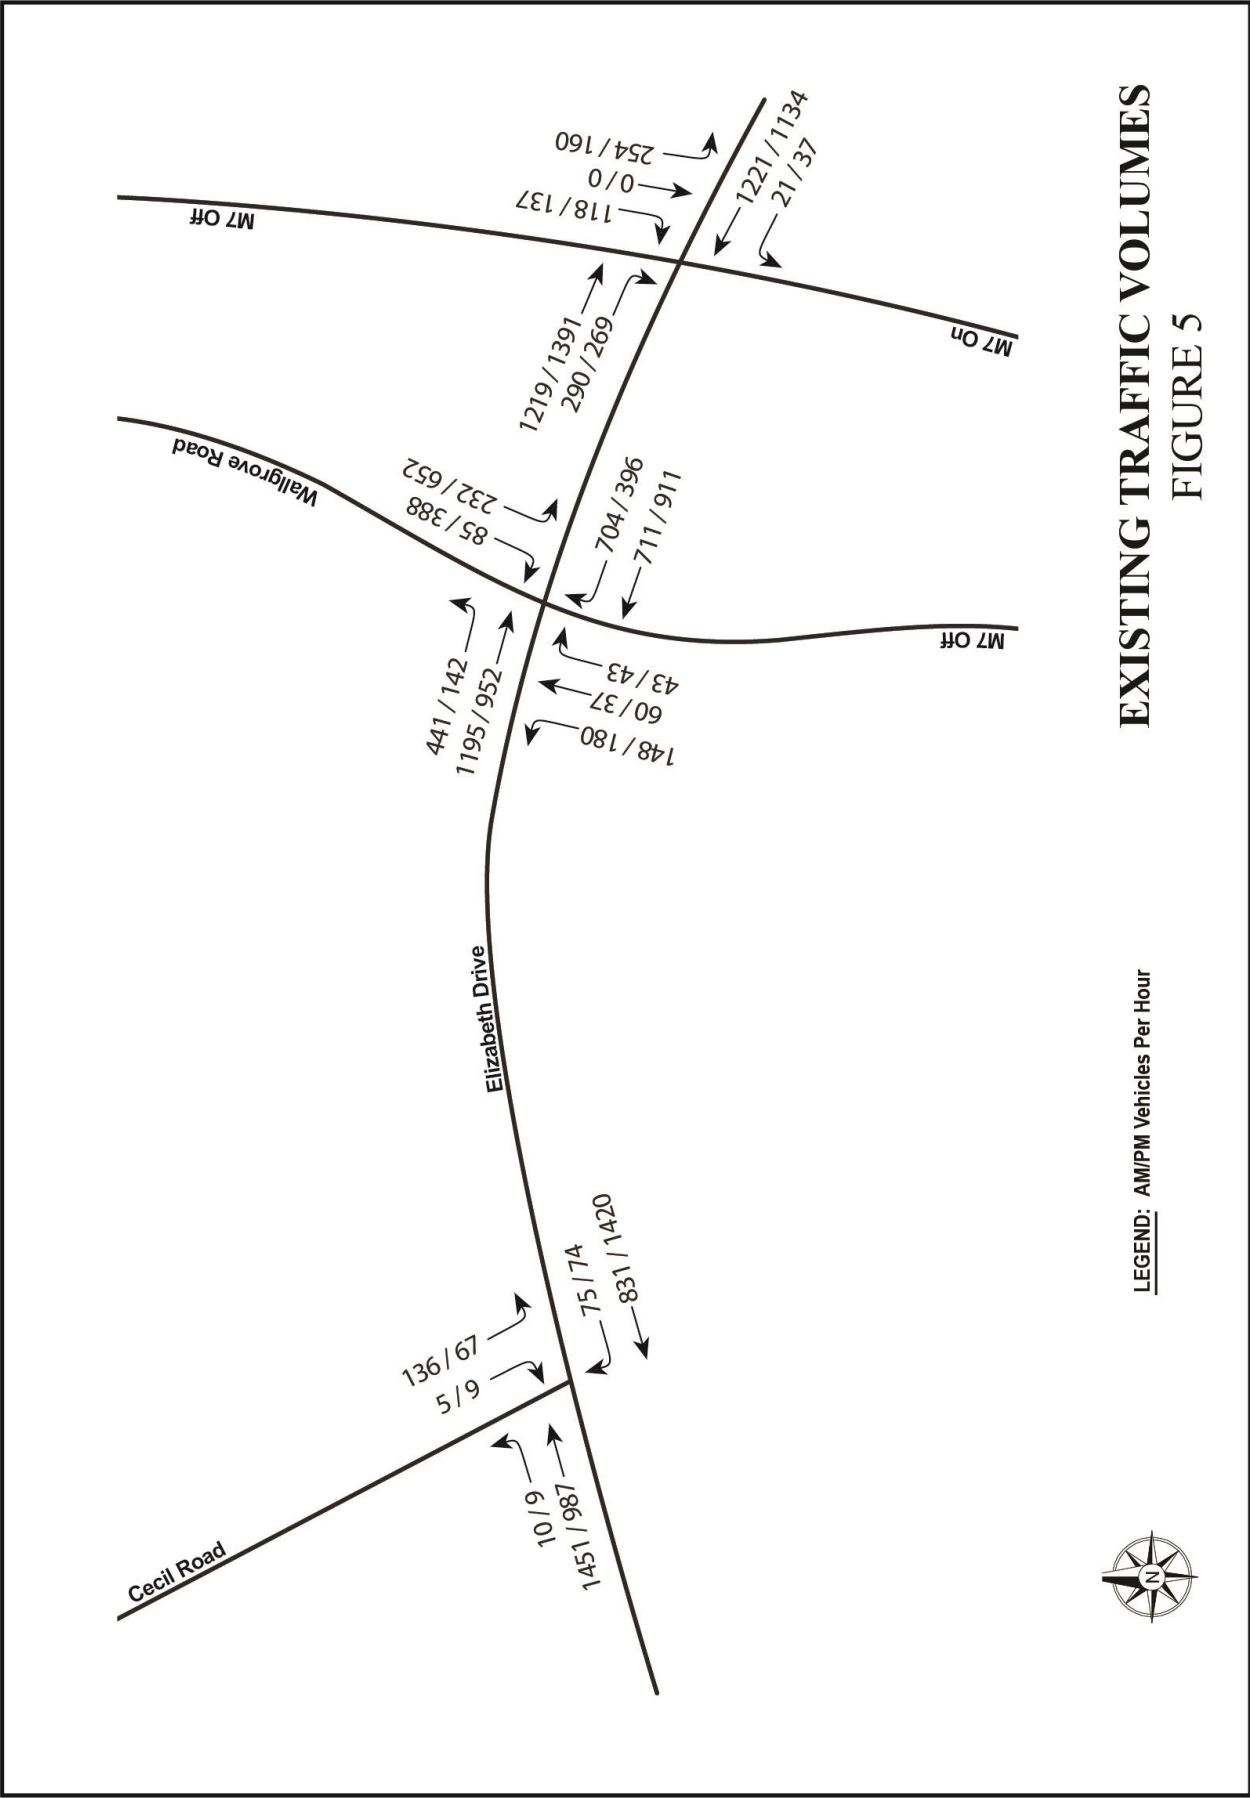 Cecil Road
136 / 67
5 / 9
10 / 9
1451 / 987
75 / 74
831 / 1420
Elizabeth Drive
441 / 142
1195 / 952
Wallgrove Road
85 / 388
232 / 652
704 / 396
711 / 911
43 / 43
60 / 37
148 / 180
M7 Off
M7 Off
1219 / 1391
290 / 269
118 / 137
0 / 0
254 / 160
1221 / 1134
21 / 37
M7 On
N
LEGEND: AM/PM Vehicles Per Hour
EXISTING TRAFFIC VOLUMES
FIGURE 5